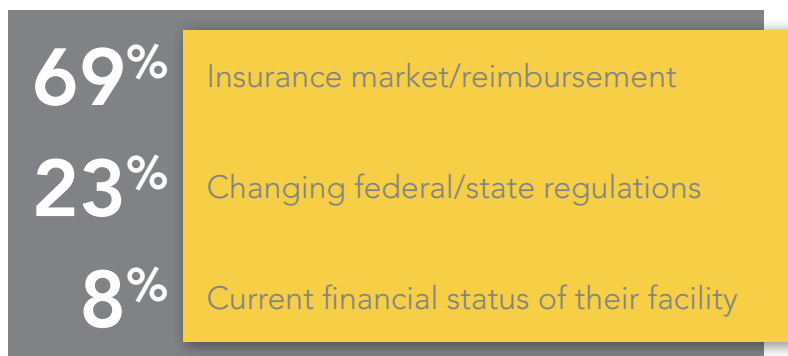 69% Insurance market/reimbursement
23% Changing federal/state regulations
8% Current financial status of their facility